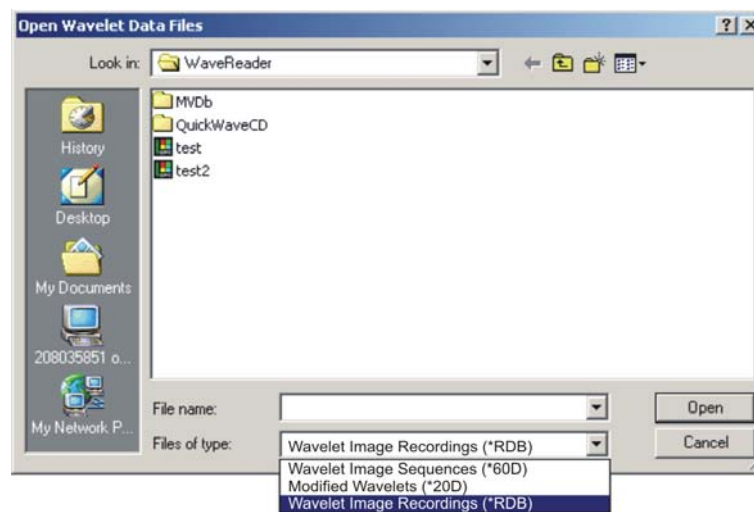 Open Wavelet Data Files
Look in: WaveReader
History
Desktop
My Documents
208035851 o...
My Network P...
MVDb
QuickWaveCD
test
test2
File name:
Open
Files of type: Wavelet Image Recordings (*RDB)
Cancel
Wavelet Image Sequences (*60D)
Modified Wavelets (*20D)
Wavelet Image Recordings (*RDB)